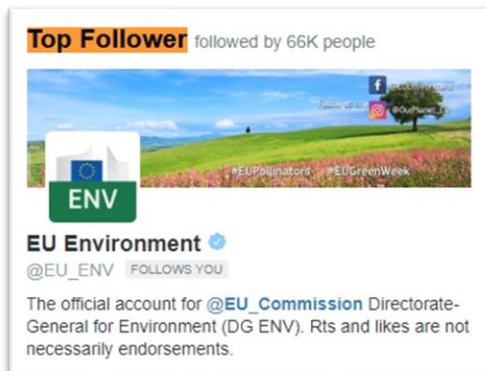 Top Follower followed by 66K people
#EUPollinators #EUGreenWeek
ENV
EU Environment
@EU_ENV FOLLOWS YOU
The official account for @EU_Commission Directorate-
General for Environment (DG ENV). Rts and likes are not
necessarily endorsements.